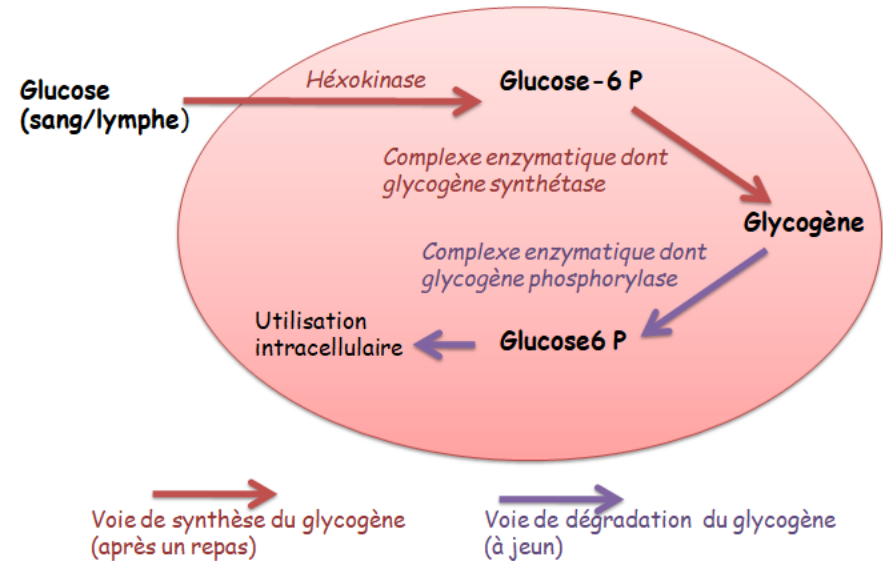 Héxokinase
Glucose
(sang/lymphe)
Glucose-6 P
Complexe enzymatique dont
glycogène synthétase
Glycogène
Complexe enzymatique dont
glycogène phosphorylase
Utilisation
intracellulaire
Glucose6 P
Voie de synthèse du glycogène
(après un repas)
Voie de dégradation du glycogène
(à jeun)